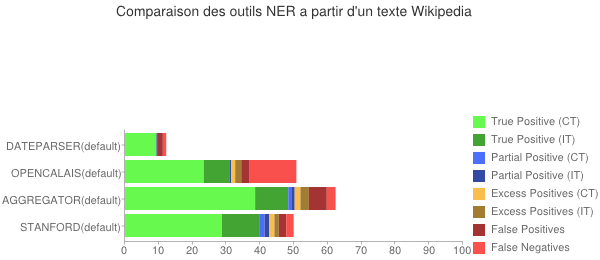 Comparaison des outils NER a partir d'un texte Wikipedia
DATEPARSER(default)
OPENCALAIS(default)
AGGREGATOR(default)
STANFORD(default)
0 10 20 30 40 50 60 70 80 90 100
True Positive (CT)
True Positive (IT)
Partial Positive (CT)
Partial Positive (IT)
Excess Positives (CT)
Excess Positives (IT)
False Positives
False Negatives